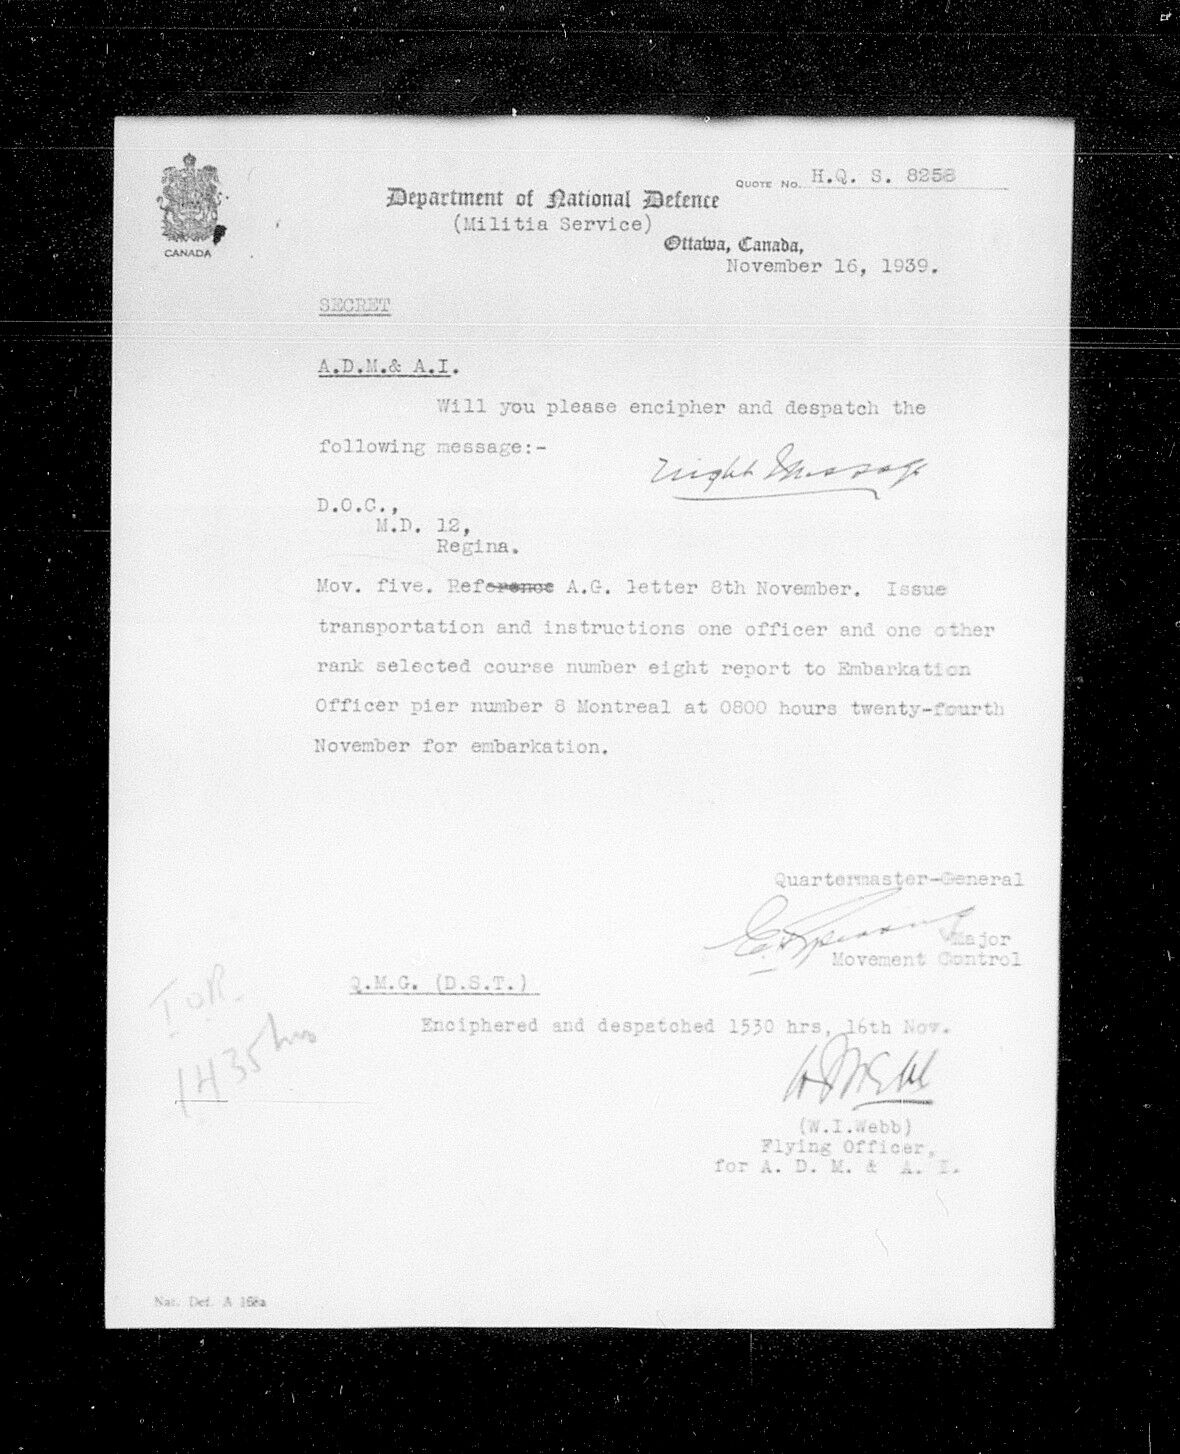 QUOTE No. H.Q. S. 8258
Department of National Defence
(Militia Service)
Ottawa, Canada,
CANADA
November 16, 1939.
SECRET
A.D.M.& A.I.
Will you please encipher and despatch the
following message:-
Night Message
D.O.C.,
M.D. 12,
Regina.
Mov. five. Reference A.G. letter 8th November. Issue
transportation and instructions one officer and one other
rank selected course number eight report to Embarkation
Officer pier number 8 Montreal at 0800 hours twenty-fourth
November for embarkation.
Quartermaster-General
Major
Movement Control
Q.M.G. (D.S.T.)
TOR
1435 hrs
Enciphered and despatched 1530 hrs, 16th Nov.
(W.I.Webb)
Flying Officer,
for A. D. M. & A. I.
Nat. Def. A